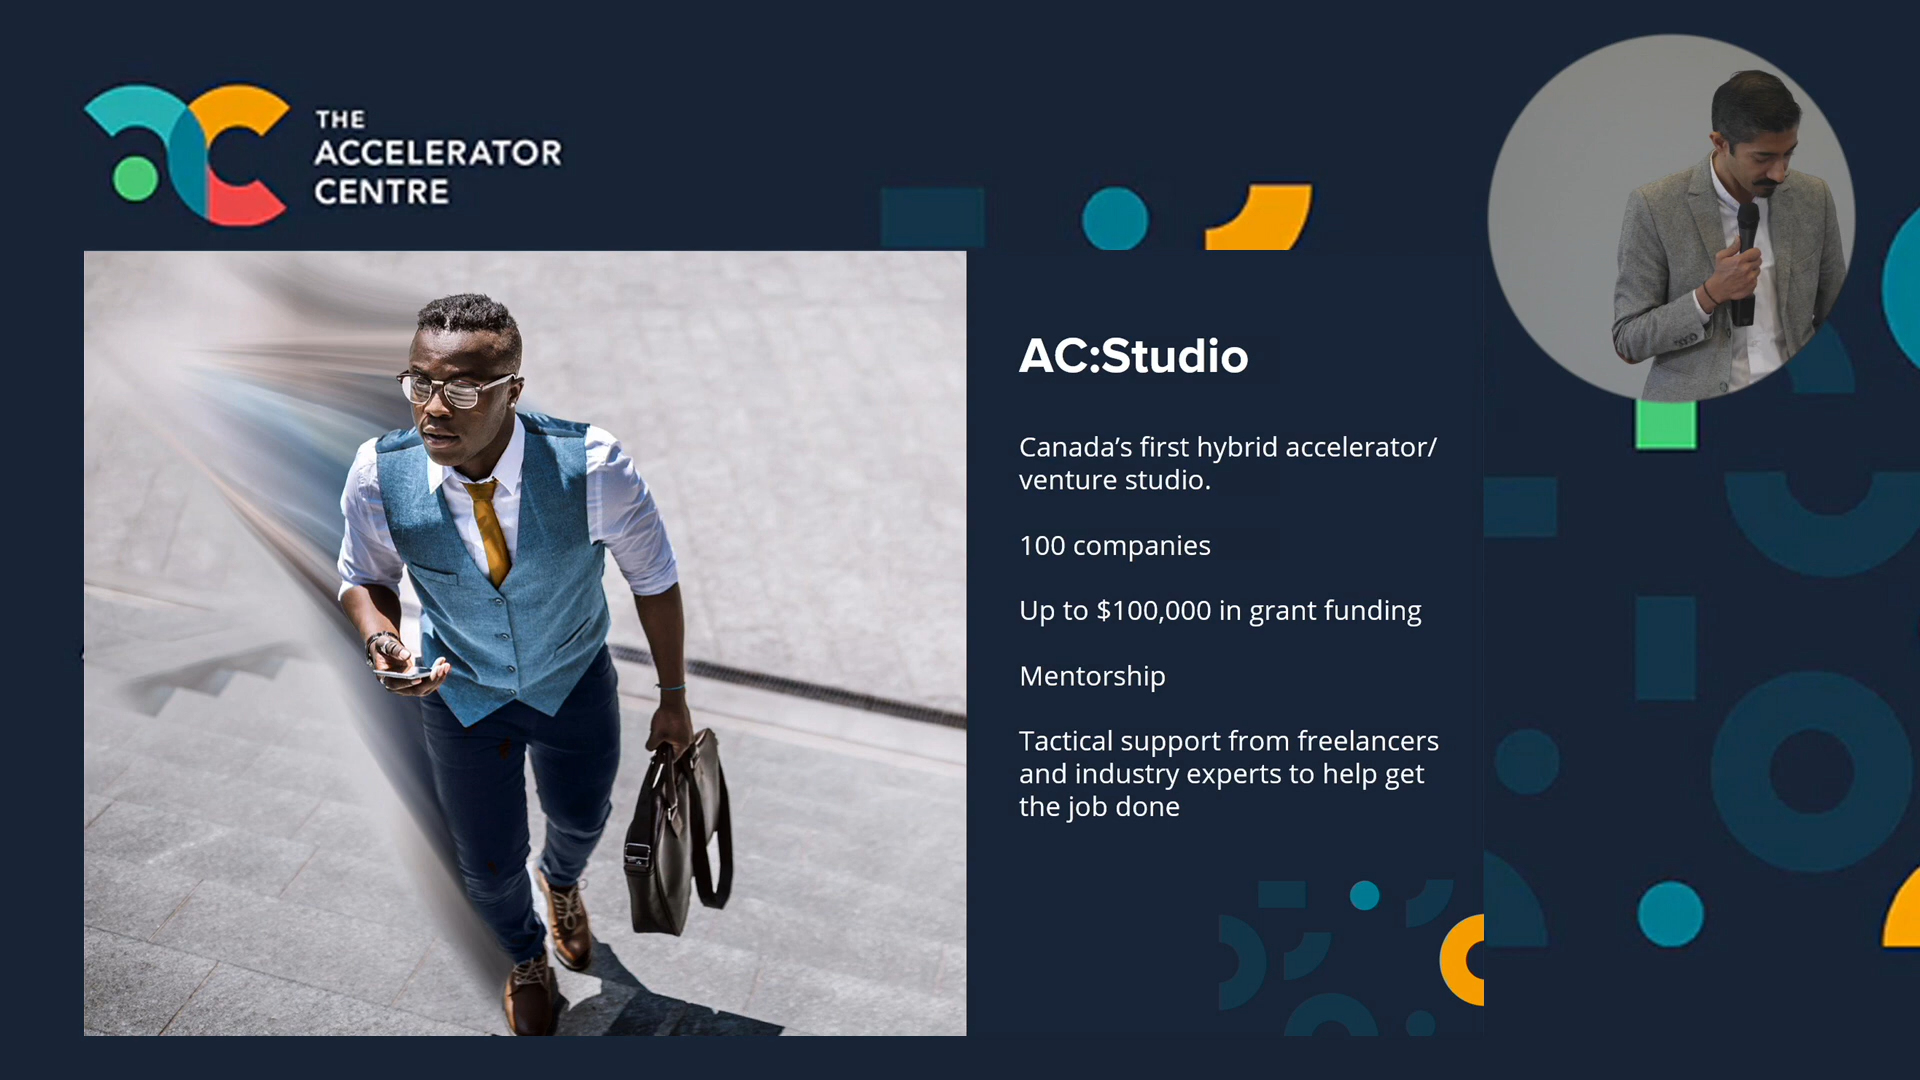 THE
ACCELERATOR
CENTRE
AC:Studio
Canada’s first hybrid accelerator/
venture studio.
100 companies
Up to $100,000 in grant funding
Mentorship
Tactical support from freelancers
and industry experts to help get
the job done